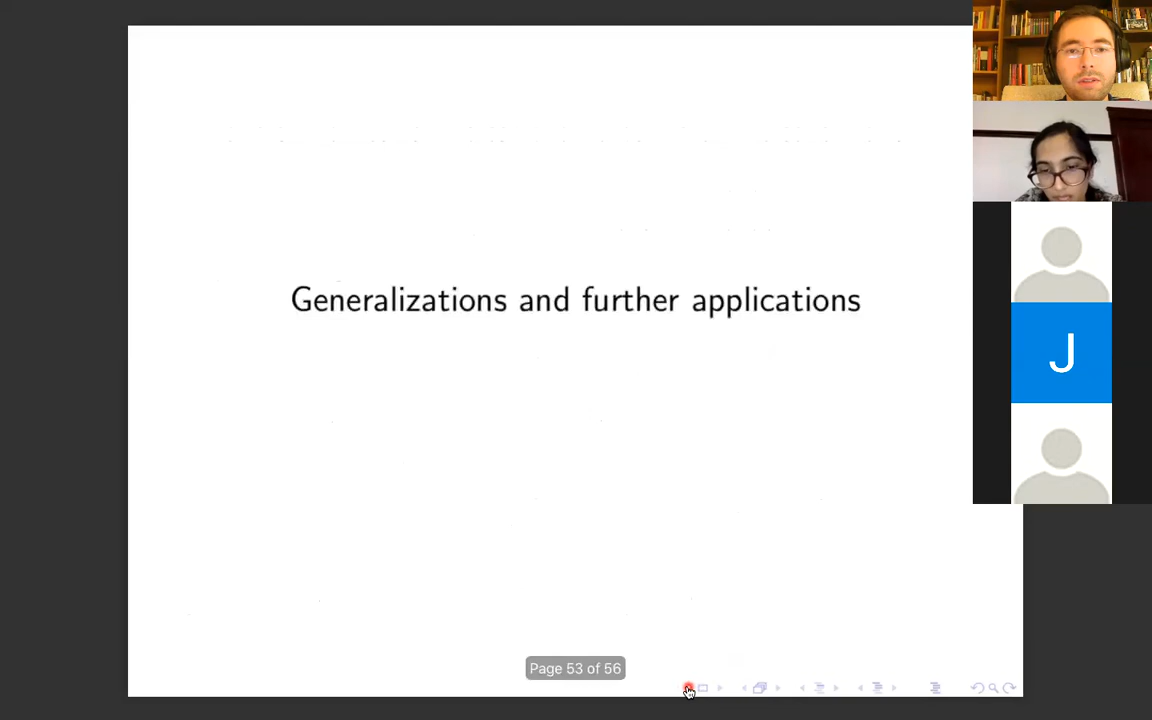 Generalizations and further applications
J
Page 53 of 56